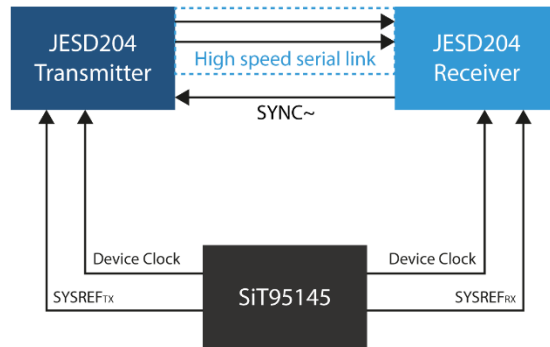 JESD204
Transmitter
High speed serial link
JESD204
Receiver
SYNC~
Device Clock
SYSREFTX
SiT95145
Device Clock
SYSREFRX